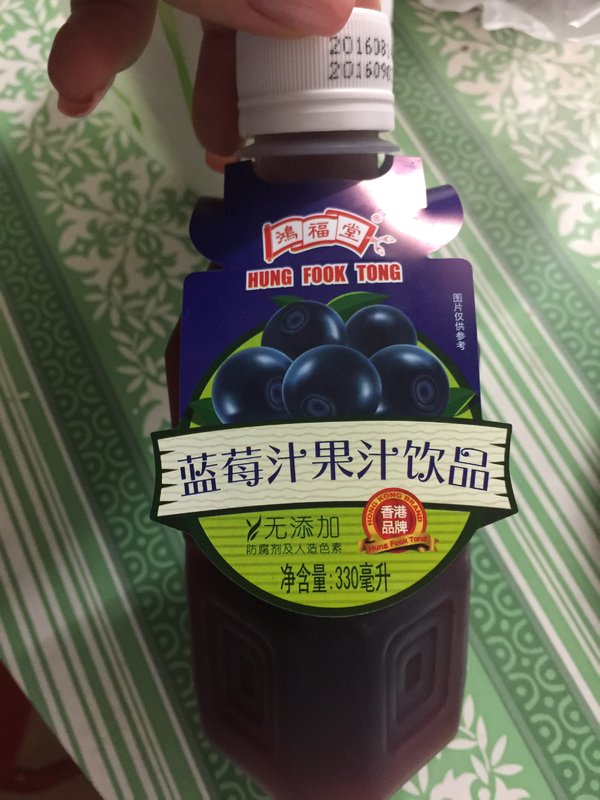 201608
201609
鴻福堂
HUNG FOOK TONG
图片仅供参考
蓝莓汁果汁饮品
无添加
防腐剂及人造色素
HONG KONG BRAND
香港
品牌
Hung Fook Tong
净含量:330毫升